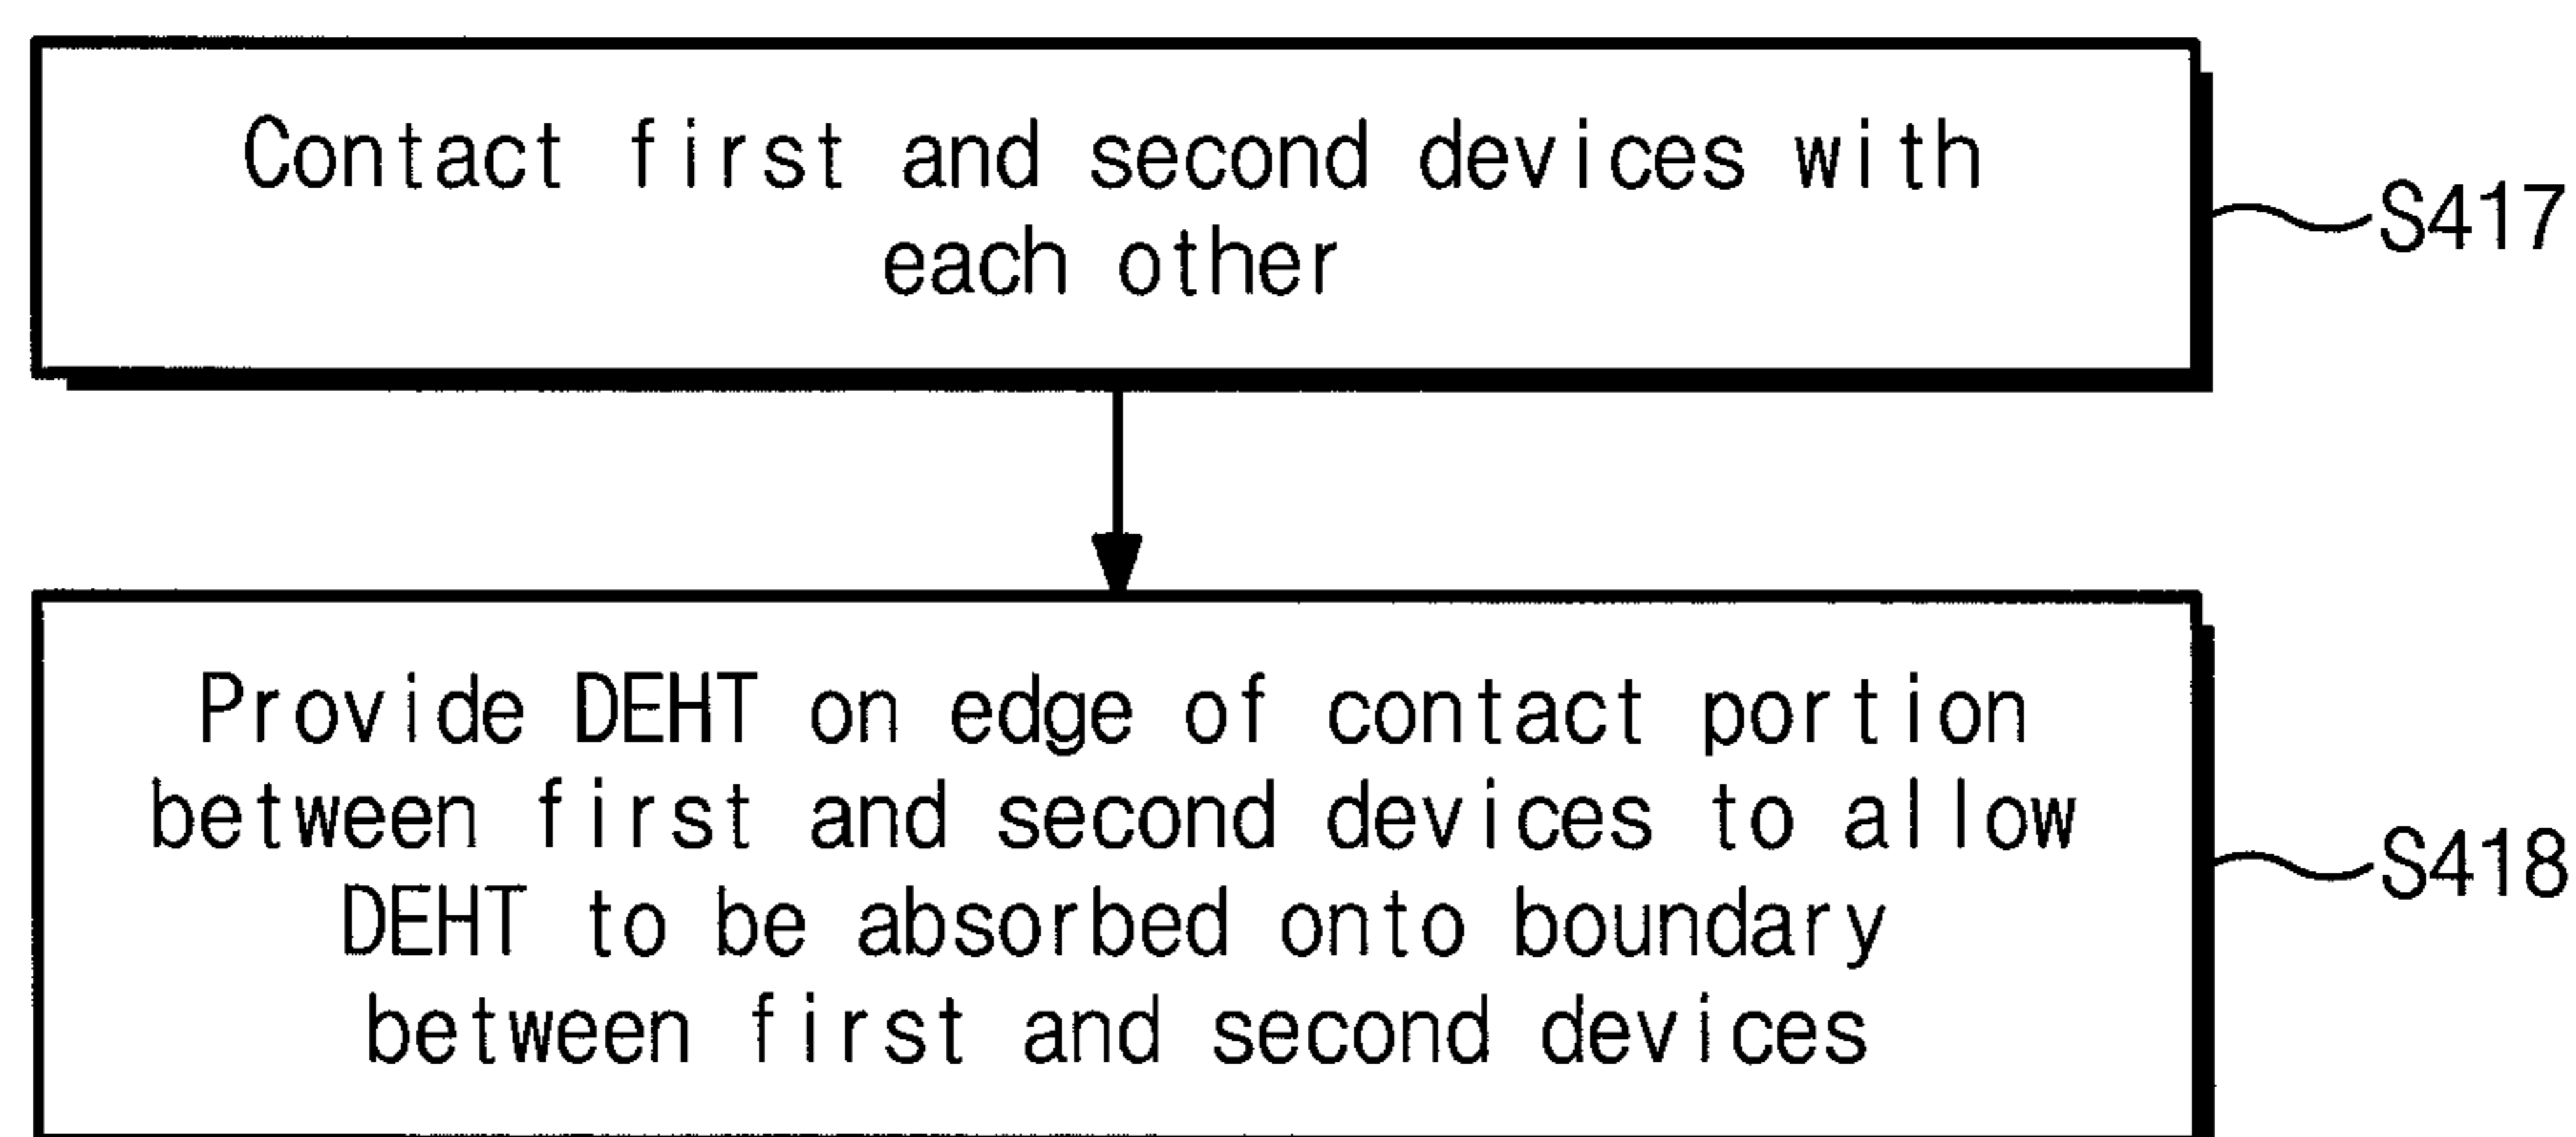 Contact first and second devices with
each other
S417
Provide DEHT on edge of contact portion
between first and second devices to allow
DEHT to be absorbed onto boundary
between first and second devices
S418